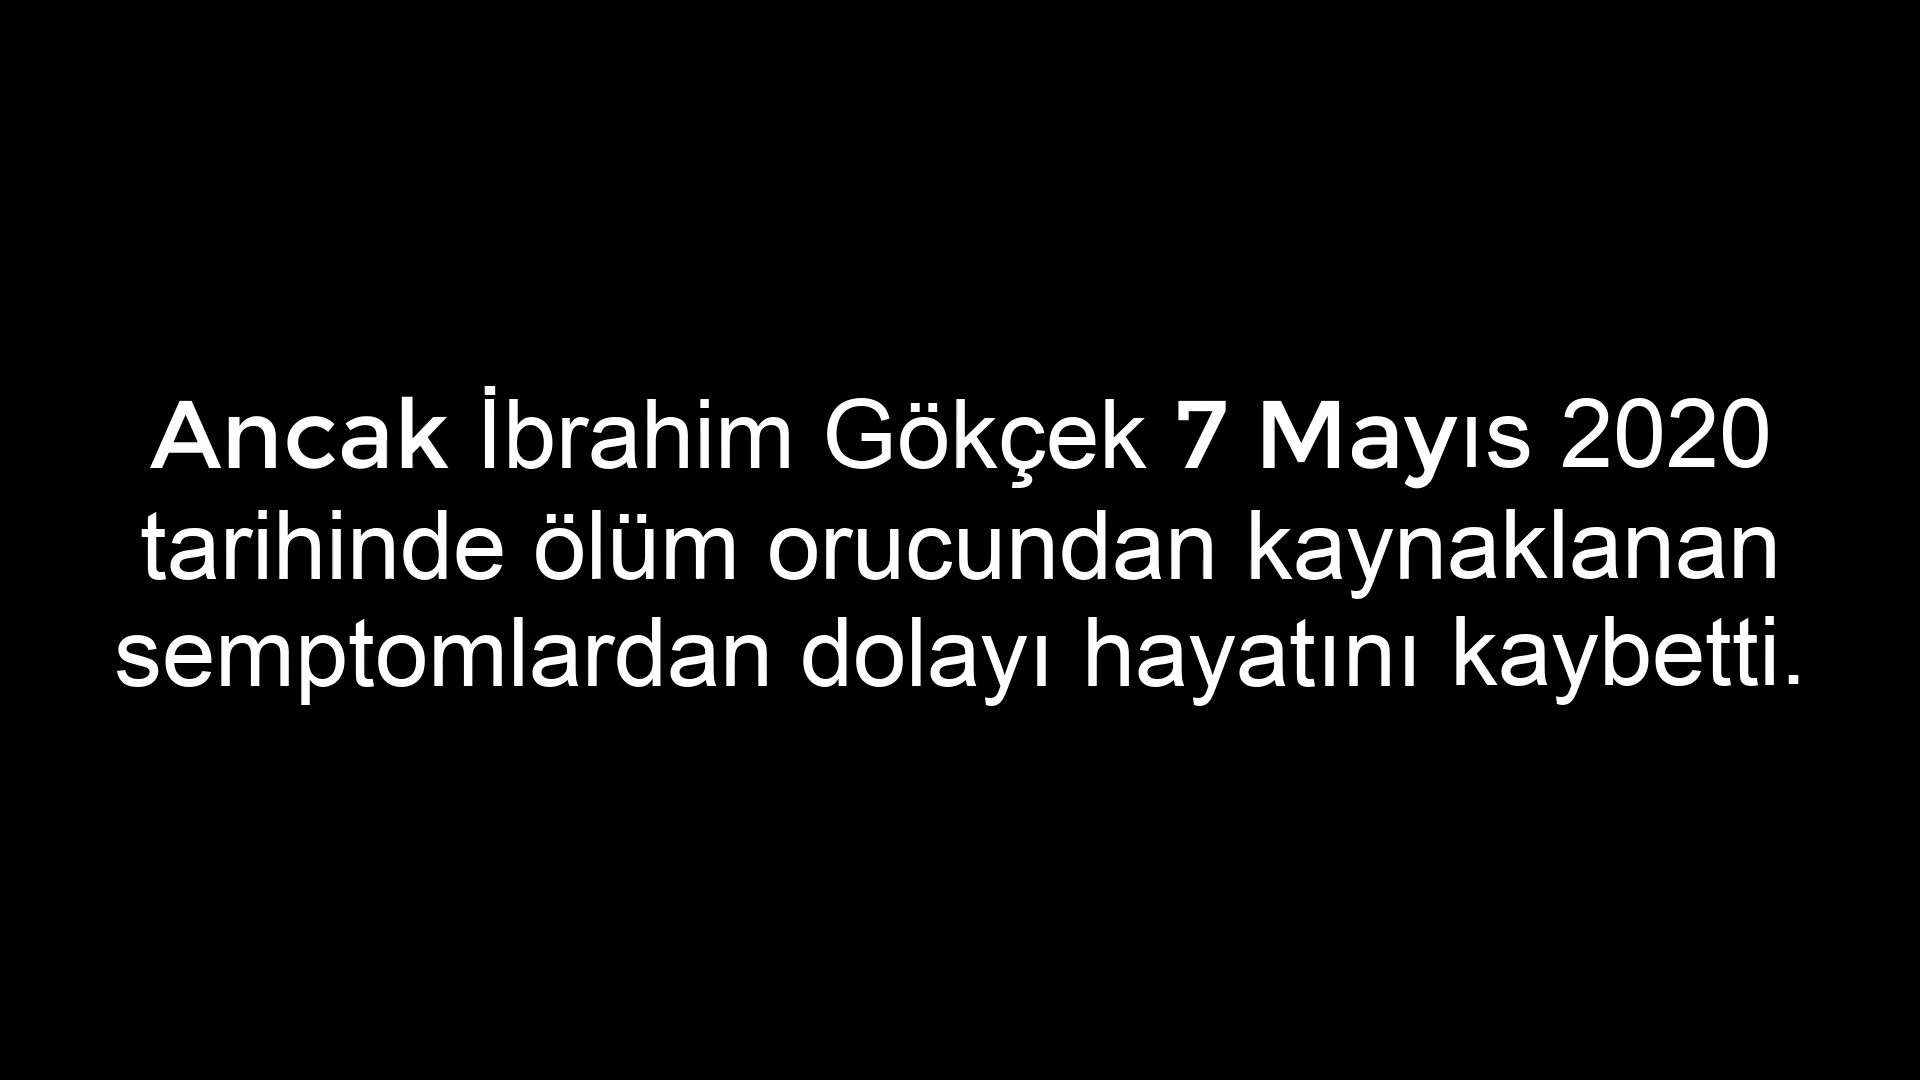 Ancak İbrahim Gökçek 7 Mayıs 2020
tarihinde ölüm orucundan kaynaklanan
semptomlardan dolayı hayatını kaybetti.